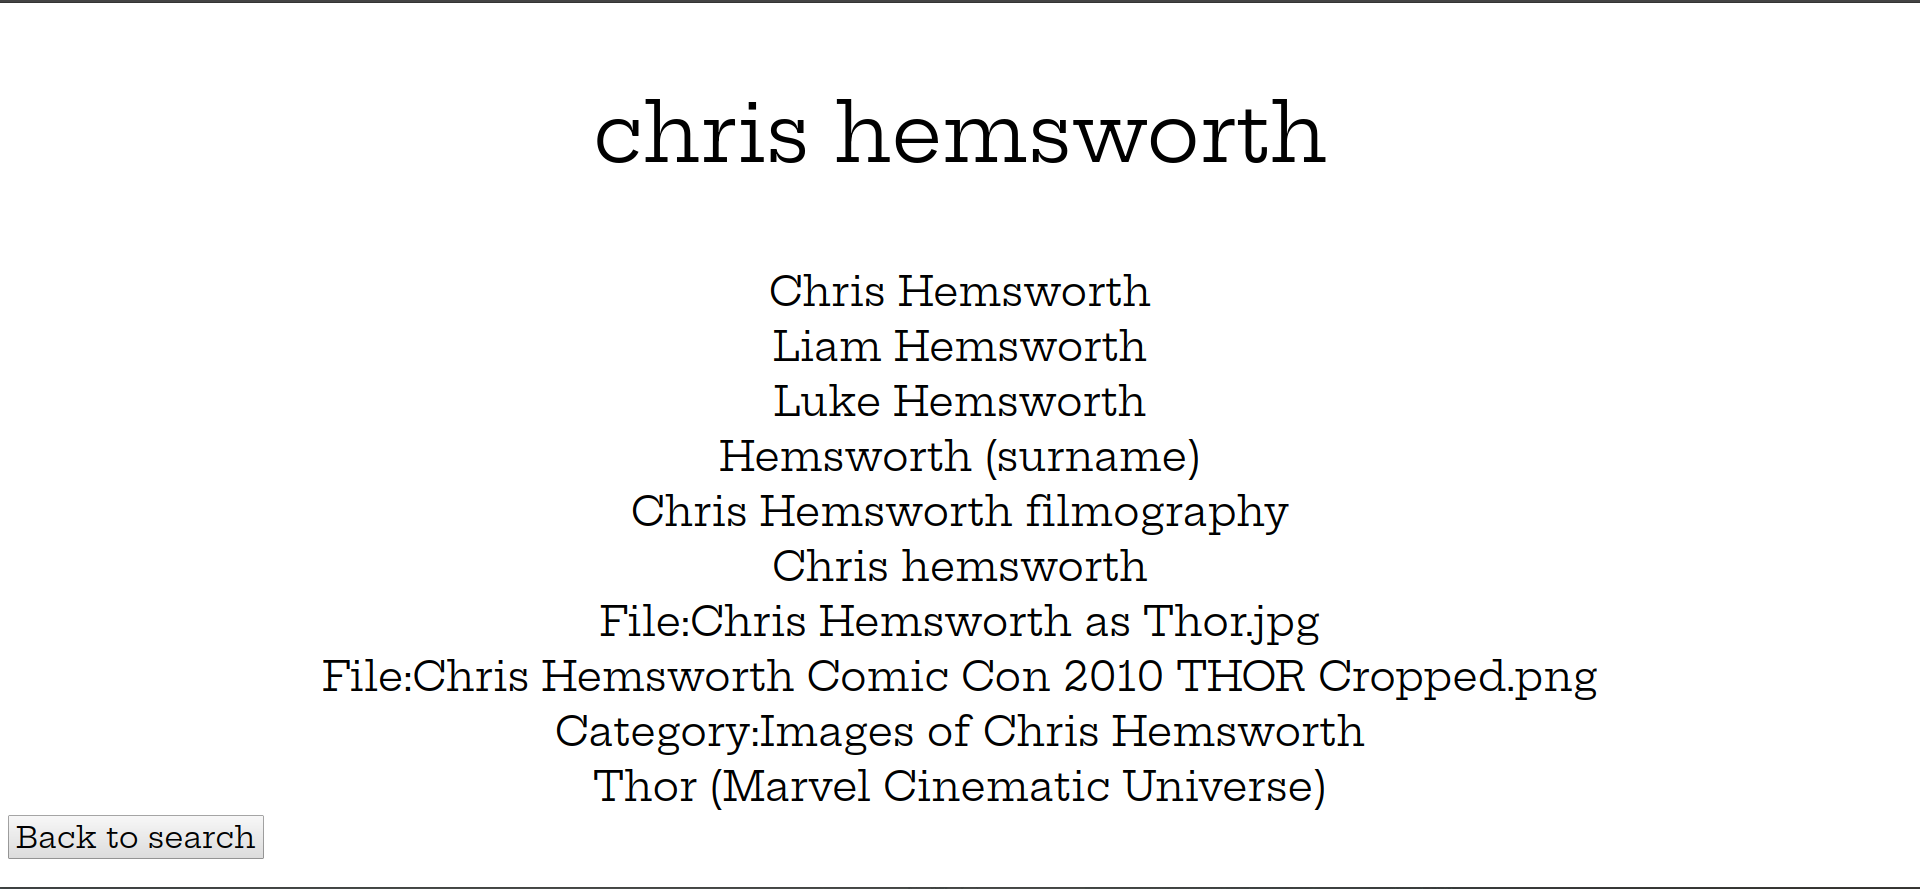 chris hemsworth
Chris Hemsworth
Liam Hemsworth
Luke Hemsworth
Hemsworth (surname)
Chris Hemsworth filmography
Chris hemsworth
File:Chris Hemsworth as Thor.jpg
File:Chris Hemsworth Comic Con 2010 THOR Cropped.png
Category:Images of Chris Hemsworth
Thor (Marvel Cinematic Universe)
Back to search